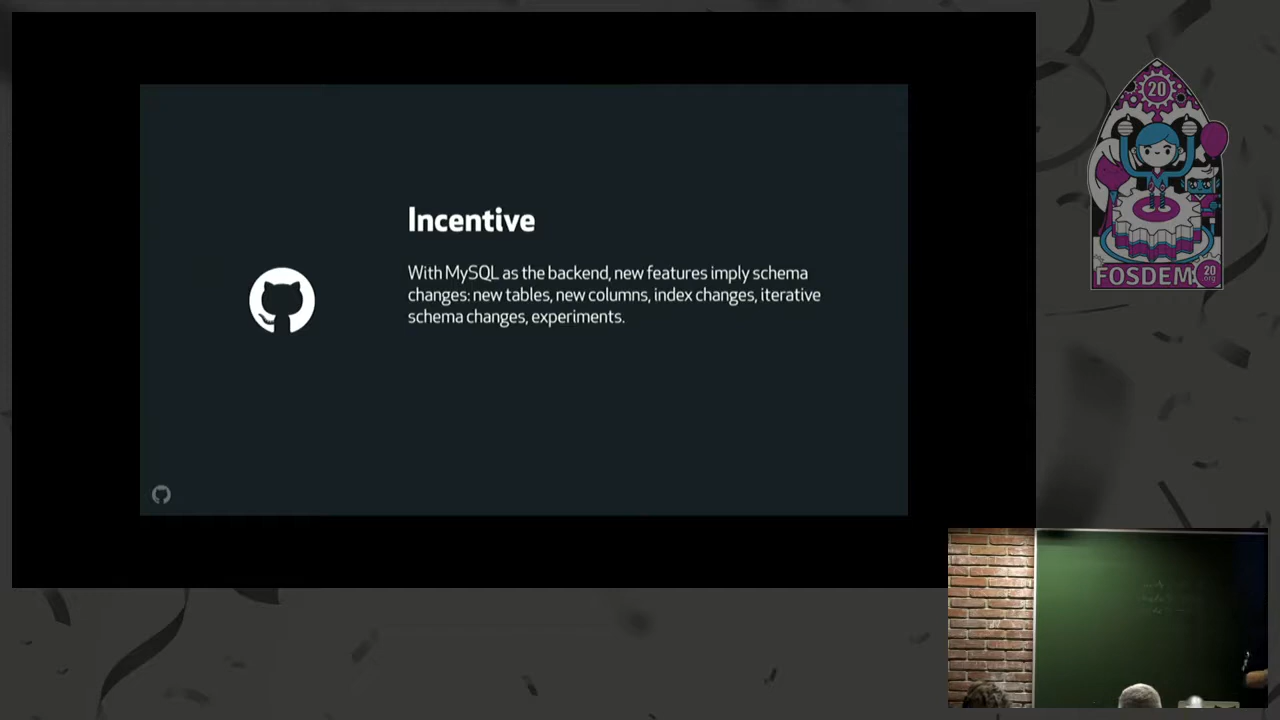 Incentive
With MySQL as the backend, new features imply schema
changes: new tables, new columns, index changes, iterative
schema changes, experiments.
20
FOSDEM
20
org